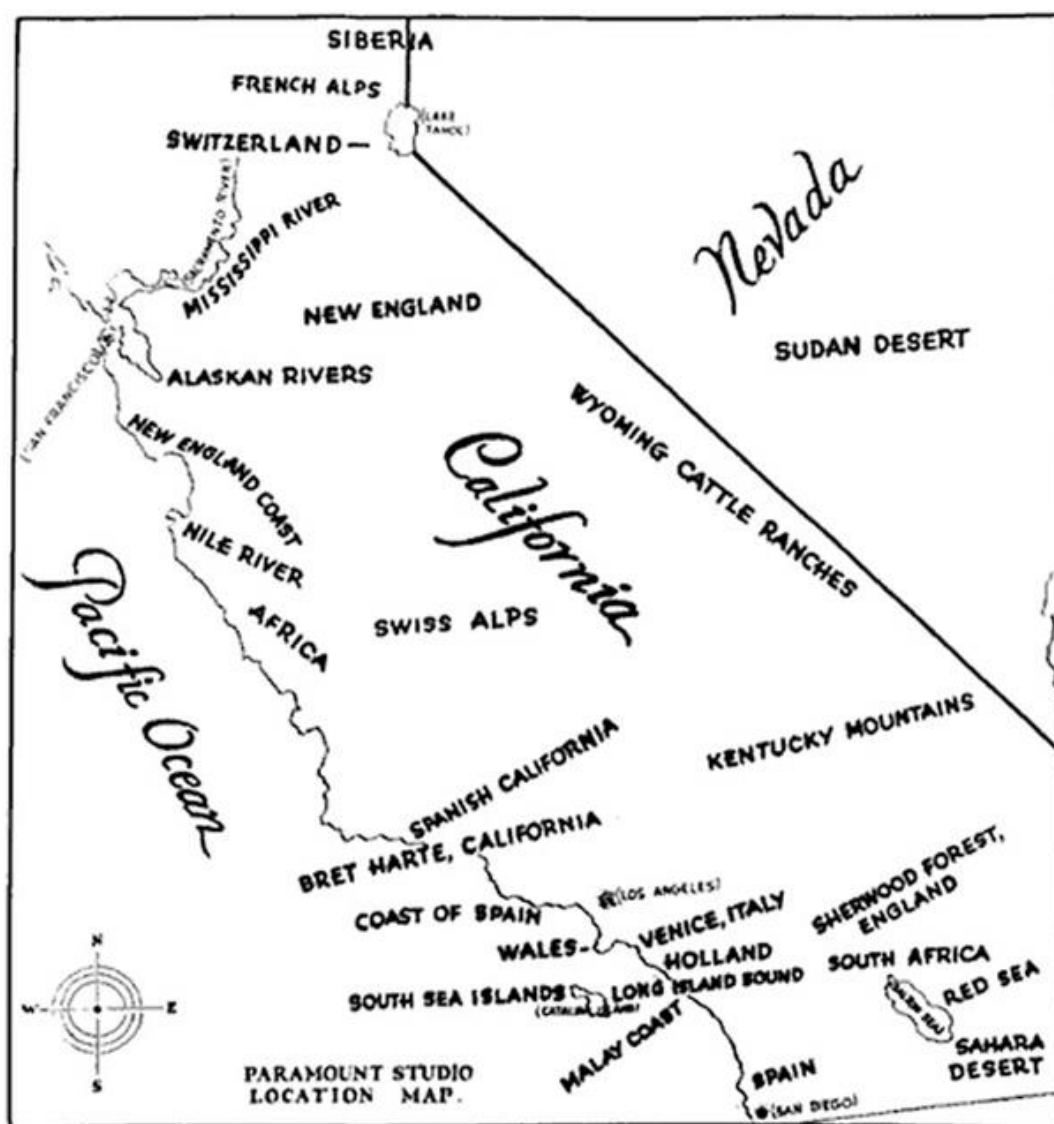 SIBERIA
FRENCH ALPS
(LAKE
TAHOE)
SWITZERLAND
(SACRAMENTO RIVER)
MISSISSIPPI RIVER
Nevada
NEW ENGLAND
SUDAN DESERT
(SAN FRANCISCO)
ALASKAN RIVERS
WYOMING CATTLE RANCHES
NEW ENGLAND COAST
California
NILE RIVER
Pacific Ocean
AFRICA
SWISS ALPS
KENTUCKY MOUNTAINS
SPANISH CALIFORNIA
BRET HARTE, CALIFORNIA
(LOS ANGELES)
SHERWOOD FOREST,
ENGLAND
COAST OF SPAIN
VENICE, ITALY
WALES
HOLLAND
SOUTH AFRICA
SOUTH SEA ISLANDS
(CATALINA ISLAND)
LONG ISLAND SOUND
(SALTON SEA)
RED SEA
MALAY COAST
SAHARA
DESERT
SPAIN
(SAN DIEGO)
N
W
E
S
PARAMOUNT STUDIO
LOCATION MAP.